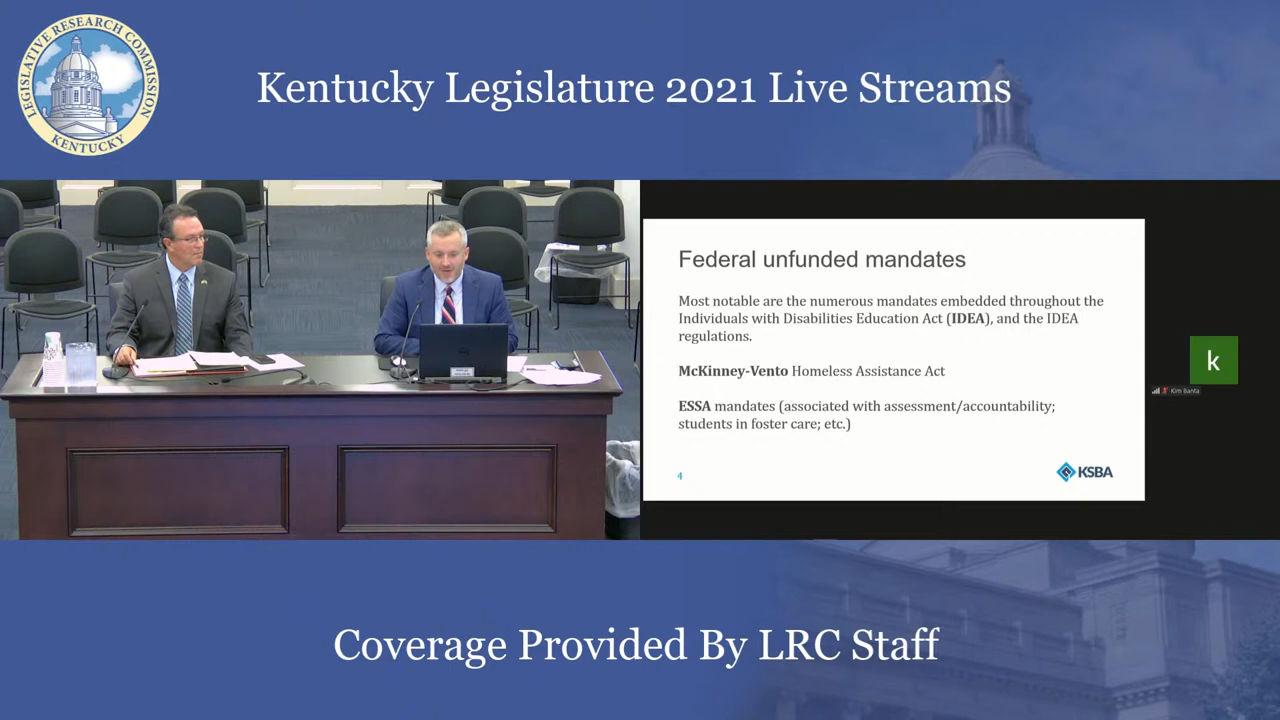 LEGISLATIVE RESEARCH COMMISSION
KENTUCKY
Kentucky Legislature 2021 Live Streams
Federal unfunded mandates
Most notable are the numerous mandates embedded throughout the
Individuals with Disabilities Education Act (IDEA), and the IDEA
regulations.
McKinney-Vento Homeless Assistance Act
ESSA mandates (associated with assessment/accountability;
students in foster care; etc.)
4
KSBA
k
Kim Banta
Coverage Provided By LRC Staff